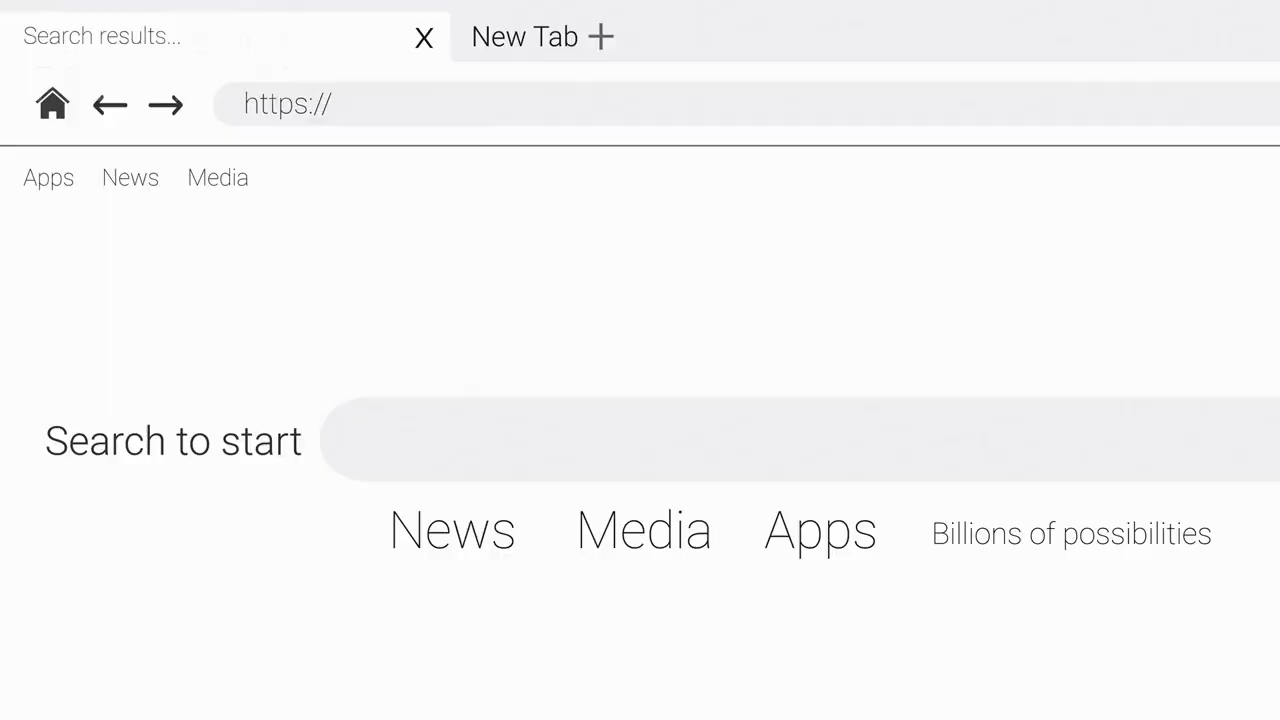 Search results... X New Tab +
https://
Apps News Media
Search to start
News Media Apps Billions of possibilities